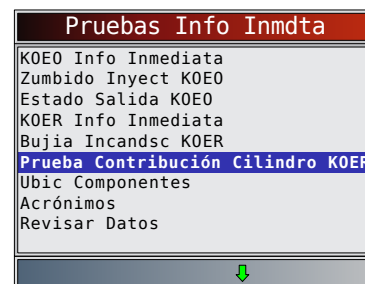 Pruebas Info Inmdta
KOEO Info Inmediata
Zumbido Inyect KOEO
Estado Salida KOEO
KOER Info Inmediata
Bujia Incandsc KOER
Prueba Contribución Cilindro KOER
Ubic Componentes
Acrónimos
Revisar Datos